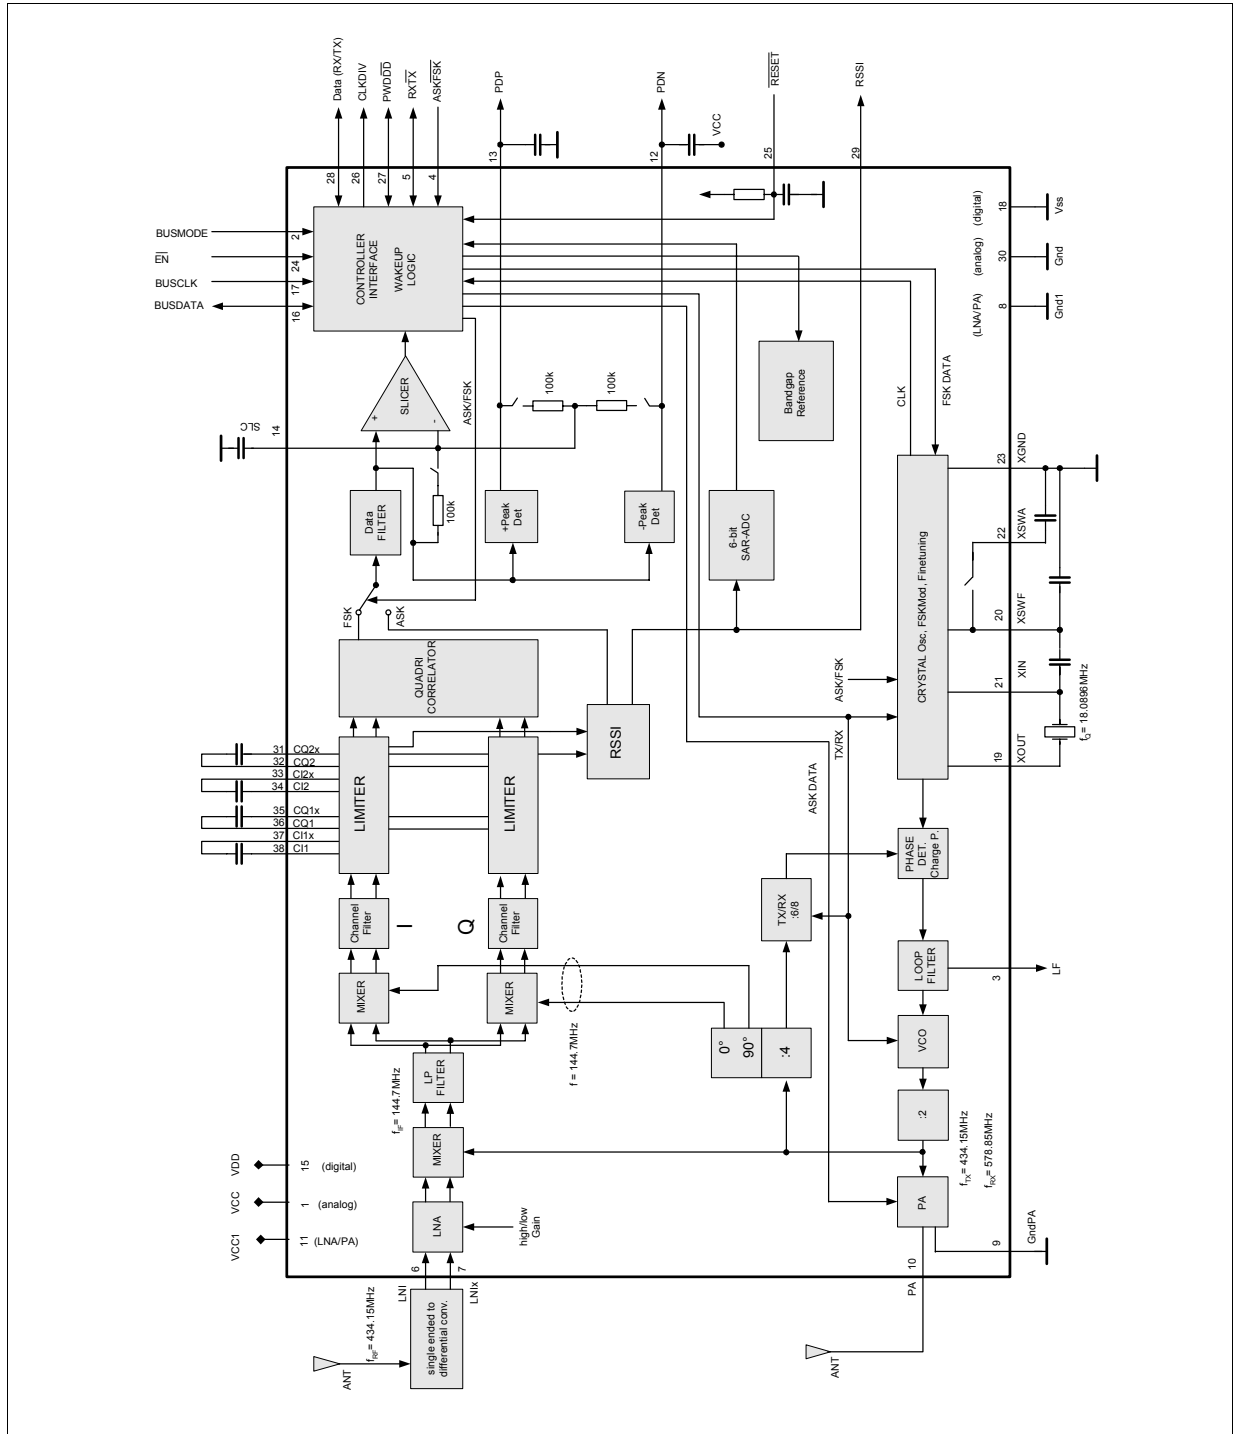 Data (RX/TX)
CLKDIV
PWDDD
RXTX
ASKFSK
PDP
PDN
VCC
RESET
RSSI
28
26
27
5
4
13
12
25
29
BUSMODE
EN
BUSCLK
BUSDATA
2
24
17
16
CONTROLLER
INTERFACE
WAKEUP
LOGIC
SLICER
+
-
ASK/FSK
14
SLC
100k
100k
100k
Data
FILTER
+Peak
Det
-Peak
Det
6-bit
SAR-ADC
Bandgap
Reference
CLK
FSK DATA
18
Vss
(digital)
30
Gnd
(analog)
8
Gnd1
(LNA/PA)
FSK
ASK
QUADRI
CORRELATOR
RSSI
ASK/FSK
TX/RX
ASK DATA
CRYSTAL Osc, FSKMod, Finetuning
23
XGND
22
XSWA
20
XSWF
21
XIN
19
XOUT
fQ = 18.0896MHz
31 CQ2x
32 CQ2
33 CI2x
34 CI2
35 CQ1x
36 CQ1
37 CI1x
38 CI1
LIMITER
LIMITER
Channel
Filter
I
Q
Channel
Filter
MIXER
MIXER
f = 144.7MHz
TX/RX
:6/8
PHASE
DET.
Charge P.
LOOP
FILTER
3
LF
0°
90°
:4
VCO
:2
fTX = 434.15MHz
fRX = 578.85MHz
LP
FILTER
fIF = 144.7MHz
MIXER
LNA
high/low
Gain
PA
9
GndPA
10
PA
ANT
VDD
15
(digital)
VCC
1
(analog)
VCC1
11
(LNA/PA)
6
LNI
7
LNIx
single ended to
differential conv.
fRF = 434.15MHz
ANT